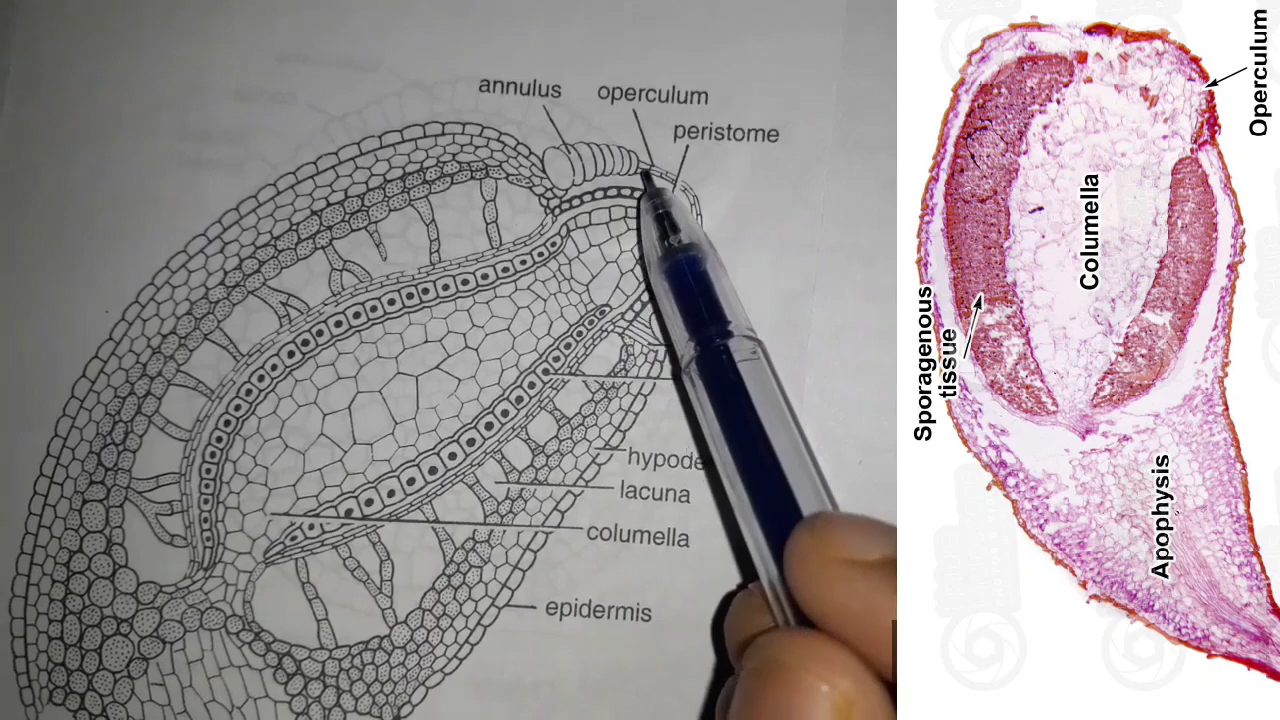 annulus
operculum
peristome
hypode
lacuna
columella
epidermis
Operculum
Columella
Sporagenous
tissue
Apophysis